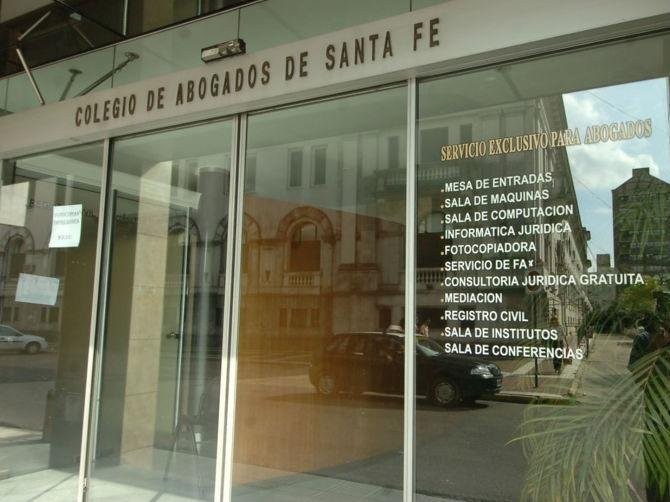 COLEGIO DE ABOGADOS DE SANTA FE
SERVICIO EXCLUSIVO PARA ABOGADOS
.MESA DE ENTRADAS
.SALA DE MAQUINAS
.SALA DE COMPUTACION
.INFORMATICA JURIDICA
.FOTOCOPIADORA
.SERVICIO DE FAX
.CONSULTORIA JURIDICA GRATUITA
.MEDIACION
.REGISTRO CIVIL
.SALA DE INSTITUTOS
.SALA DE CONFERENCIAS